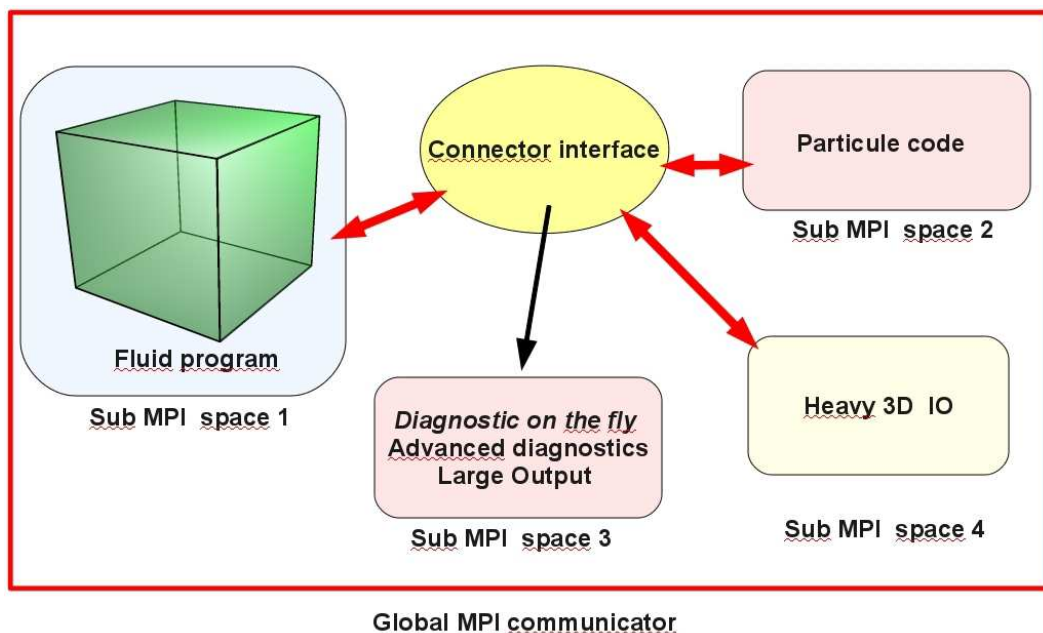 Fluid program
Sub MPI space 1
Connector interface
Particule code
Sub MPI space 2
Diagnostic on the fly
Advanced diagnostics
Large Output
Sub MPI space 3
Heavy 3D IO
Sub MPI space 4
Global MPI communicator